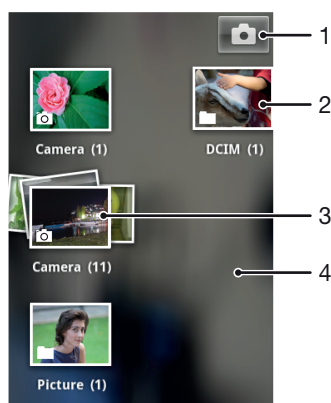 1
2
Camera (1)
DCIM (1)
3
Camera (11)
4
Picture (1)